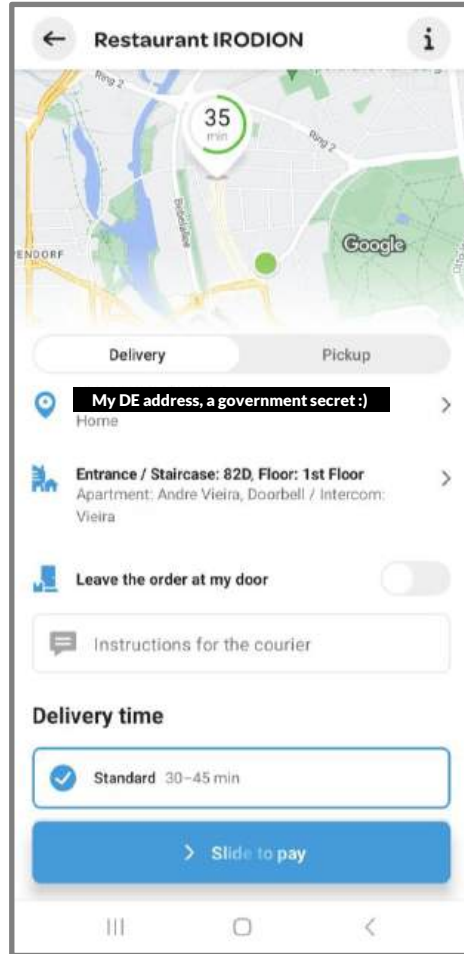 Restaurant IRODION
i
Ring 2
35
min
Ring 2
Bebelallee
Google
Delivery
Pickup
My DE address, a government secret :)
Home
Entrance / Staircase: 82D, Floor: 1st Floor
Apartment: Andre Vieira, Doorbell / Intercom:
Vieira
Leave the order at my door
Instructions for the courier
Delivery time
Standard 30–45 min
Slide to pay